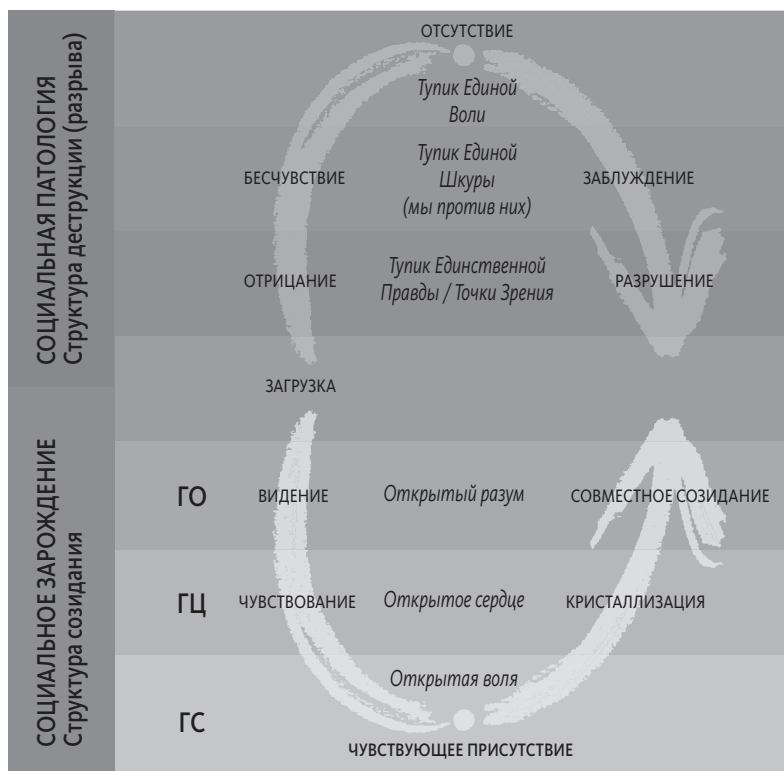 СОЦИАЛЬНАЯ ПАТОЛОГИЯ
Структура деструкции (разрыва)
ОТСУТСТВИЕ
Тупик Единой
Воли
БЕСЧУВСТВИЕ
Тупик Единой
Шкуры
(мы против них)
ЗАБЛУЖДЕНИЕ
ОТРИЦАНИЕ
Тупик Единственной
Правды / Точки Зрения
РАЗРУШЕНИЕ
ЗАГРУЗКА
СОЦИАЛЬНОЕ ЗАРОЖДЕНИЕ
Структура созидания
ГО
ВИДЕНИЕ
Открытый разум
СОВМЕСТНОЕ СОЗИДАНИЕ
ГЦ
ЧУВСТВОВАНИЕ
Открытое сердце
КРИСТАЛЛИЗАЦИЯ
Открытая воля
ГС
ЧУВСТВУЮЩЕЕ ПРИСУТСТВИЕ